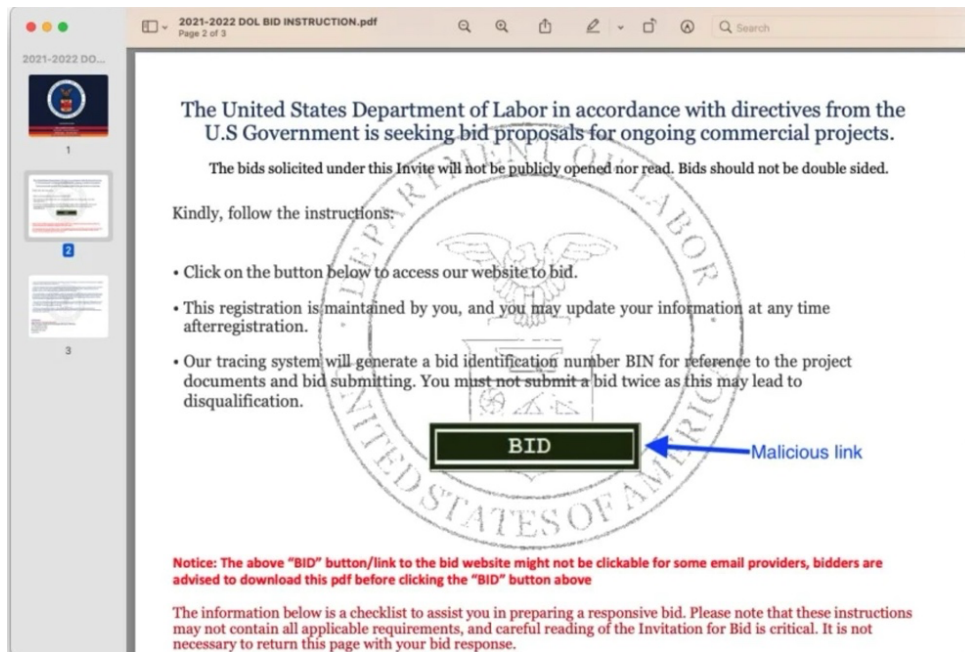 2021-2022 DOL BID INSTRUCTION.pdf
Page 2 of 3
Search
2021-2022 DO...
1
2
3
The United States Department of Labor in accordance with directives from the
U.S Government is seeking bid proposals for ongoing commercial projects.
The bids solicited under this Invite will not be publicly opened nor read. Bids should not be double sided.
Kindly, follow the instructions:
• Click on the button below to access our website to bid.
• This registration is maintained by you, and you may update your information at any time
afterregistration.
• Our tracing system will generate a bid identification number BIN for reference to the project
documents and bid submitting. You must not submit a bid twice as this may lead to
disqualification.
BID
Malicious link
DEPARTMENT OF LABOR
UNITED STATES OF AMERICA
Notice: The above “BID” button/link to the bid website might not be clickable for some email providers, bidders are
advised to download this pdf before clicking the “BID” button above
The information below is a checklist to assist you in preparing a responsive bid. Please note that these instructions
may not contain all applicable requirements, and careful reading of the Invitation for Bid is critical. It is not
necessary to return this page with your bid response.